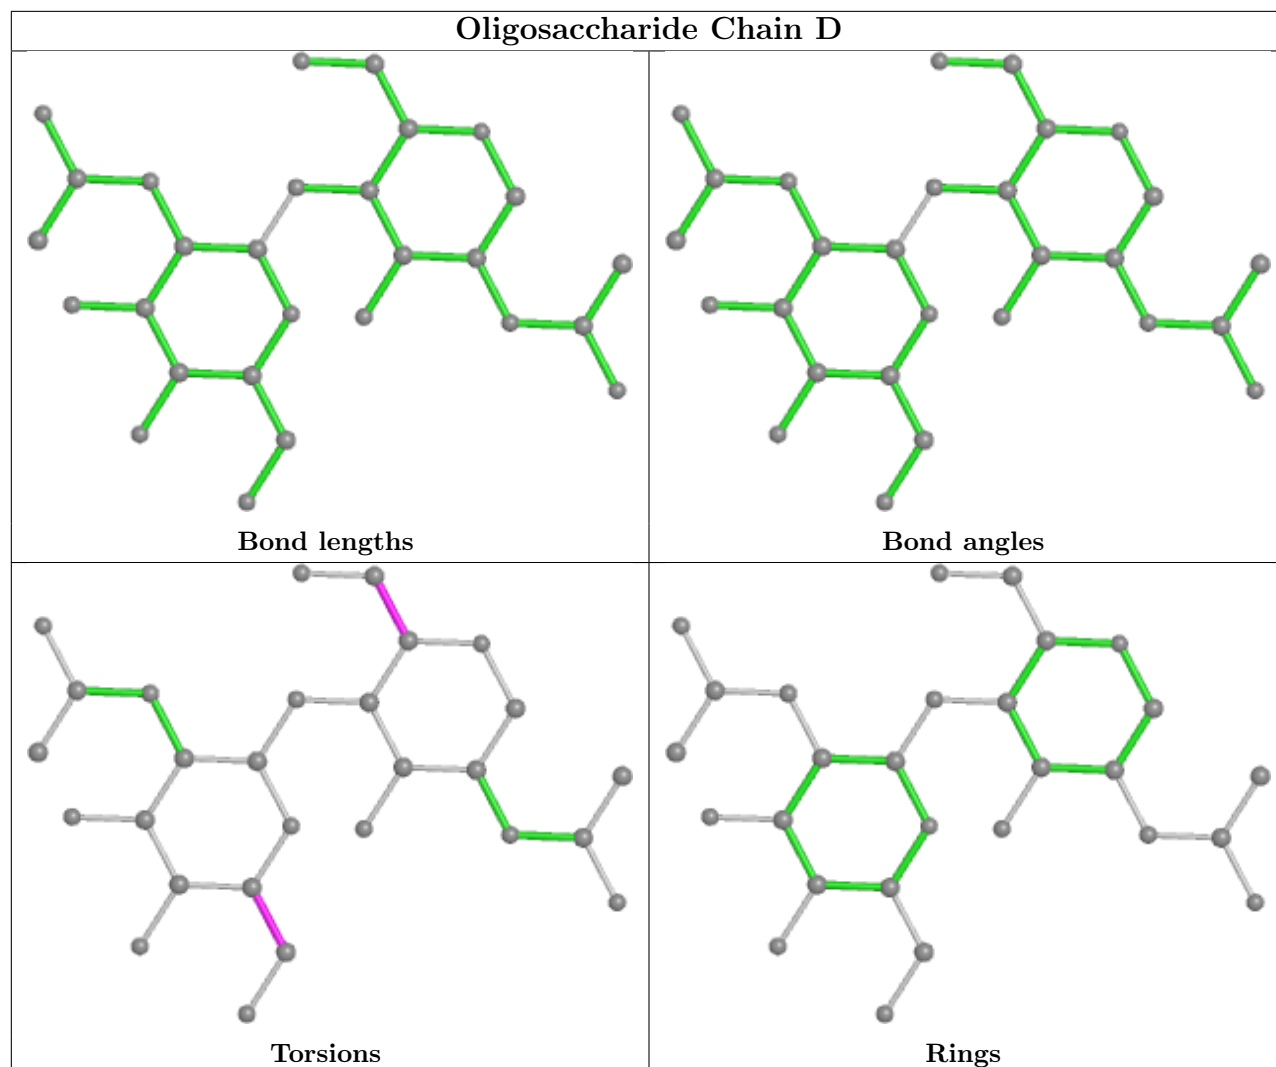 Oligosaccharide Chain D
Bond lengths
Bond angles
Torsions
Rings